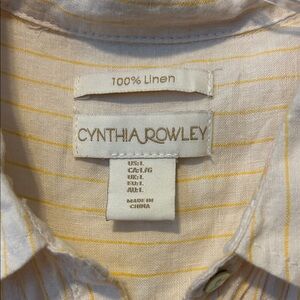 100% Linen
CYNTHIA ROWLEY
US:L
CA:L/G
UK:L
EU:L
AU:L
MADE IN
CHINA